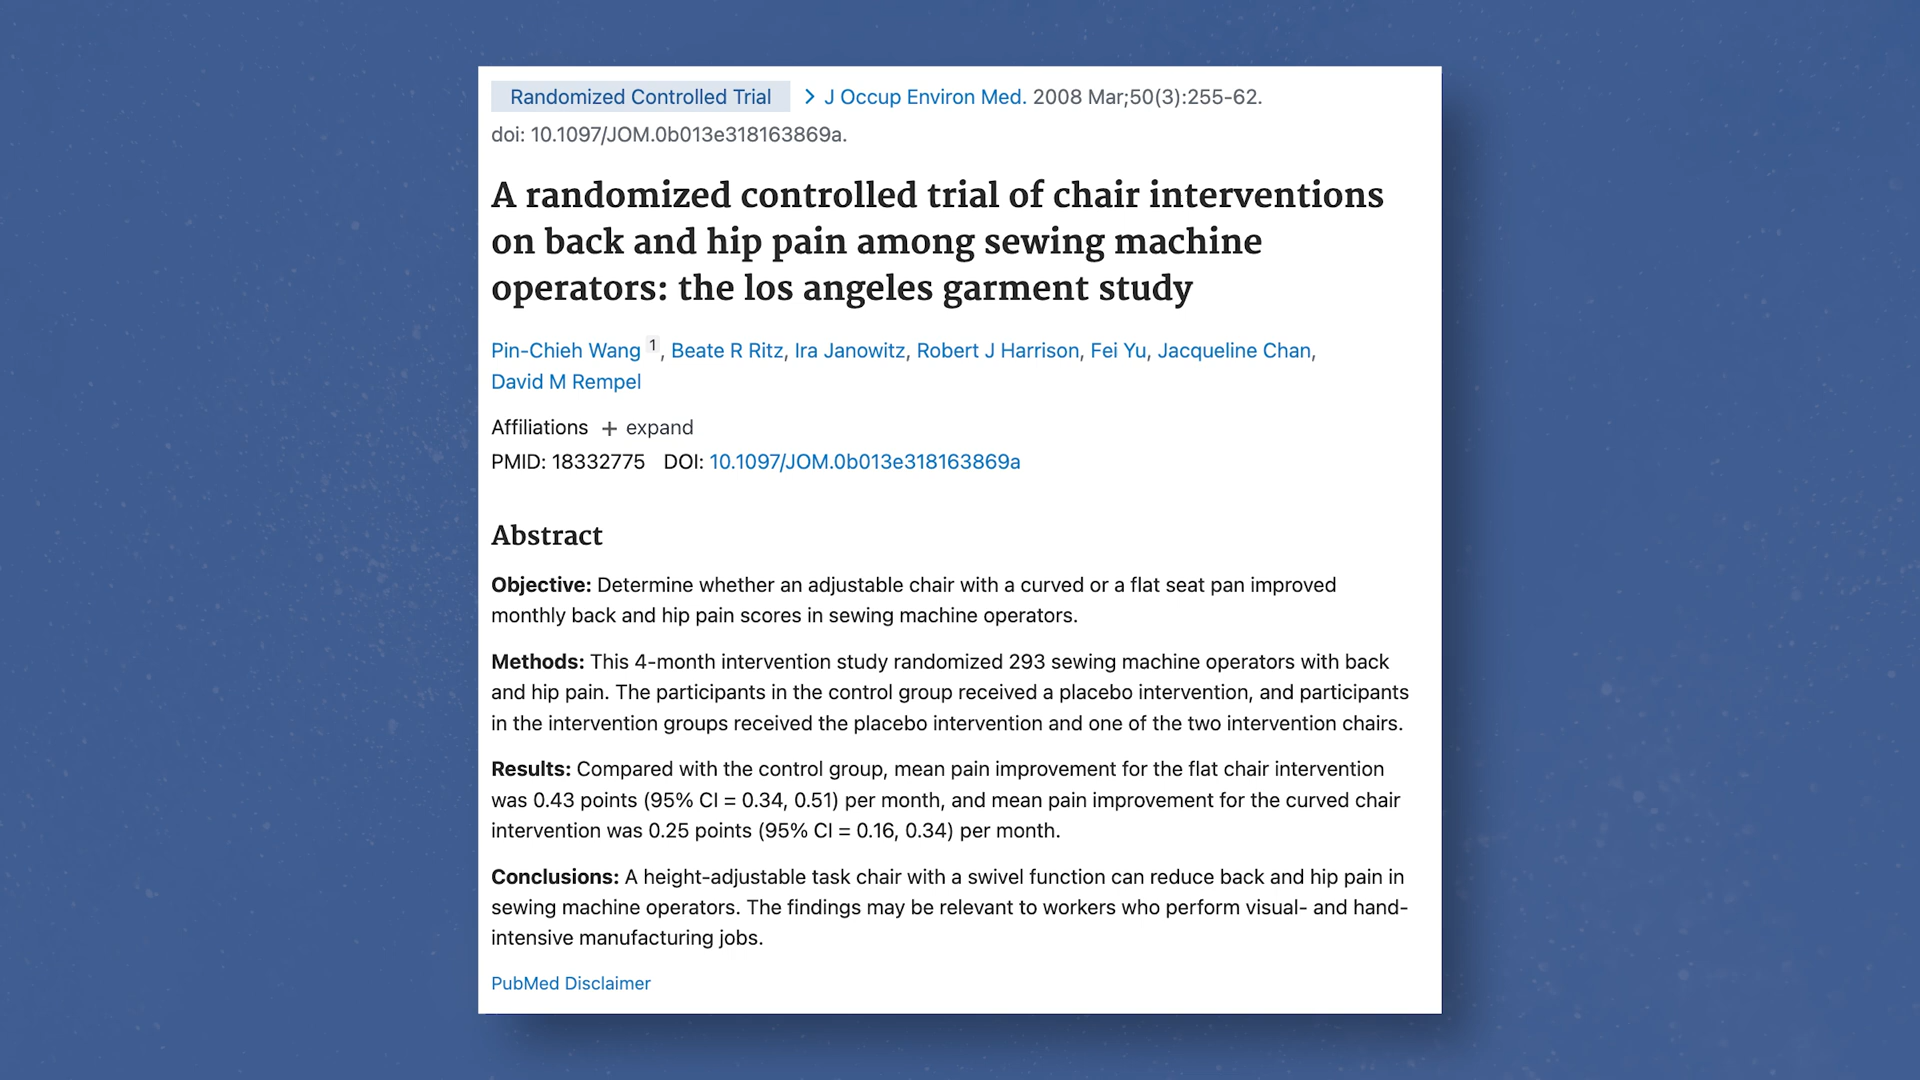 Randomized Controlled Trial > J Occup Environ Med. 2008 Mar;50(3):255-62.
doi: 10.1097/JOM.0b013e318163869a.
A randomized controlled trial of chair interventions
on back and hip pain among sewing machine
operators: the los angeles garment study
Pin-Chieh Wang 1, Beate R Ritz, Ira Janowitz, Robert J Harrison, Fei Yu, Jacqueline Chan,
David M Rempel
Affiliations + expand
PMID: 18332775 DOI: 10.1097/JOM.0b013e318163869a
Abstract
Objective: Determine whether an adjustable chair with a curved or a flat seat pan improved
monthly back and hip pain scores in sewing machine operators.
Methods: This 4-month intervention study randomized 293 sewing machine operators with back
and hip pain. The participants in the control group received a placebo intervention, and participants
in the intervention groups received the placebo intervention and one of the two intervention chairs.
Results: Compared with the control group, mean pain improvement for the flat chair intervention
was 0.43 points (95% CI = 0.34, 0.51) per month, and mean pain improvement for the curved chair
intervention was 0.25 points (95% CI = 0.16, 0.34) per month.
Conclusions: A height-adjustable task chair with a swivel function can reduce back and hip pain in
sewing machine operators. The findings may be relevant to workers who perform visual- and hand-
intensive manufacturing jobs.
PubMed Disclaimer